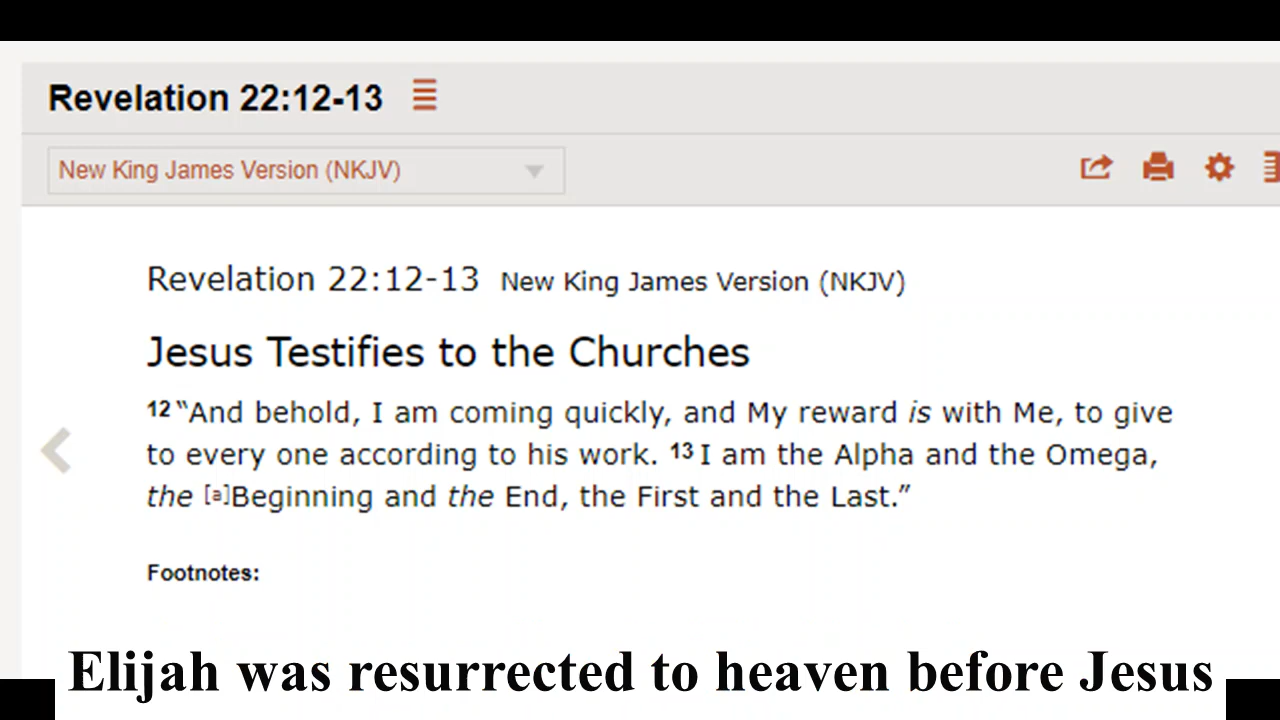 Revelation 22:12-13
New King James Version (NKJV)
Revelation 22:12-13 New King James Version (NKJV)
Jesus Testifies to the Churches
12 “And behold, I am coming quickly, and My reward is with Me, to give
to every one according to his work. 13 I am the Alpha and the Omega,
the [a]Beginning and the End, the First and the Last.”
Footnotes:
Elijah was resurrected to heaven before Jesus